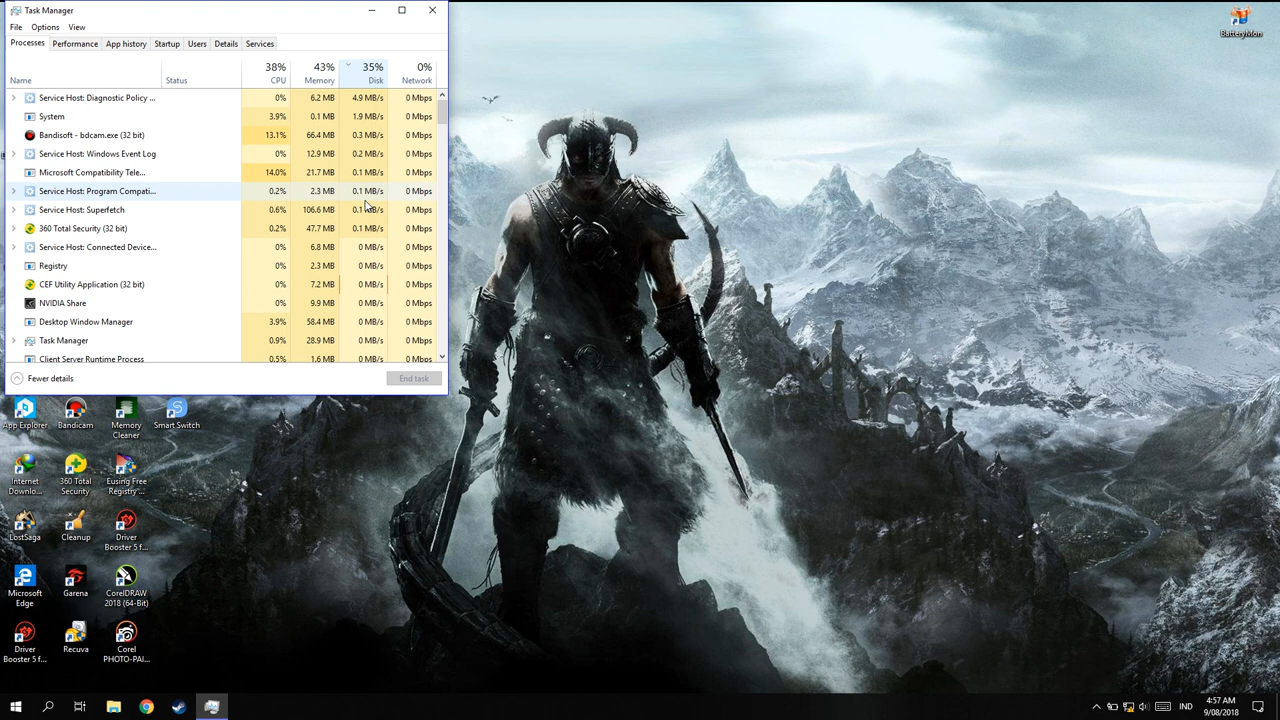 Task Manager
File Options View
Processes Performance App history Startup Users Details Services
38% 43% 35% 0%
Name Status CPU Memory Disk Network
Service Host: Diagnostic Policy ... 0% 6.2 MB 4.9 MB/s 0 Mbps
System 3.9% 0.1 MB 1.9 MB/s 0 Mbps
Bandisoft - bdcam.exe (32 bit) 13.1% 66.4 MB 0.3 MB/s 0 Mbps
Service Host: Windows Event Log 0% 12.9 MB 0.2 MB/s 0 Mbps
Microsoft Compatibility Tele... 14.0% 21.7 MB 0.1 MB/s 0 Mbps
Service Host: Program Compati... 0.2% 2.3 MB 0.1 MB/s 0 Mbps
Service Host: Superfetch 0.6% 106.6 MB 0.1 MB/s 0 Mbps
360 Total Security (32 bit) 0.2% 47.7 MB 0.1 MB/s 0 Mbps
Service Host: Connected Device... 0% 6.8 MB 0 MB/s 0 Mbps
Registry 0% 2.3 MB 0 MB/s 0 Mbps
CEF Utility Application (32 bit) 0% 7.2 MB 0 MB/s 0 Mbps
NVIDIA Share 0% 9.9 MB 0 MB/s 0 Mbps
Desktop Window Manager 3.9% 58.4 MB 0 MB/s 0 Mbps
Task Manager 0.9% 28.9 MB 0 MB/s 0 Mbps
Client Server Runtime Process 0.5% 1.6 MB 0 MB/s 0 Mbps
Fewer details End task
BatteryMon
App Explorer Bandicam Memory Cleaner Smart Switch
Internet Downlo... 360 Total Security Eusing Free Registry'...
LostSaga Cleanup Driver Booster 5 f...
Microsoft Edge Garena CorelDRAW 2018 (64-Bit)
Driver Booster 5 f... Recuva Corel PHOTO-PAI...
IND 4:57 AM
9/08/2018